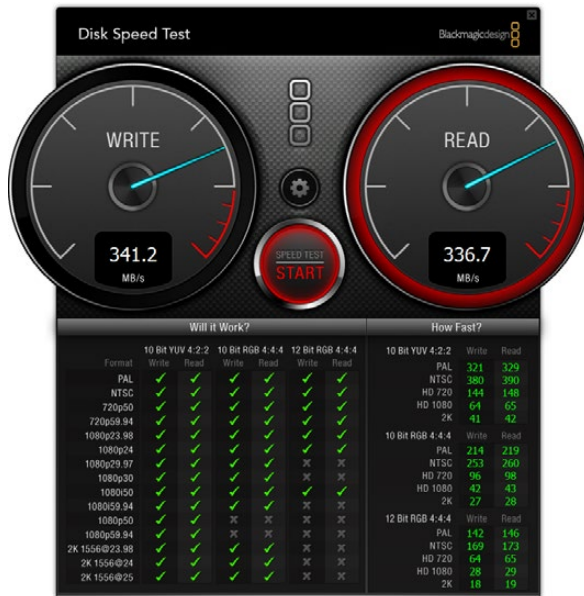 Disk Speed Test
Blackmagicdesign
WRITE
READ
341.2
MB/s
336.7
MB/s
SPEED TEST
START
Will it Work?
10 Bit YUV 4:2:2 10 Bit RGB 4:4:4 12 Bit RGB 4:4:4
Format Write Read Write Read Write Read
PAL ✓ ✓ ✓ ✓ ✓ ✓
NTSC ✓ ✓ ✓ ✓ ✓ ✓
720p50 ✓ ✓ ✓ ✓ ✓ ✓
720p59.94 ✓ ✓ ✓ ✓ ✓ ✓
1080p23.98 ✓ ✓ ✓ ✓ ✓ ✓
1080p24 ✓ ✓ ✓ ✓ ✓ ✓
1080p29.97 ✓ ✓ ✓ ✓ x x
1080p30 ✓ ✓ ✓ ✓ x x
1080i50 ✓ ✓ ✓ ✓ ✓ ✓
1080i59.94 ✓ ✓ ✓ ✓ x x
1080p50 ✓ ✓ x x x x
1080p59.94 ✓ ✓ x x x x
2K 1556@23.98 ✓ ✓ ✓ ✓ x x
2K 1556@24 ✓ ✓ ✓ ✓ x x
2K 1556@25 ✓ ✓ ✓ ✓ x x
How Fast?
10 Bit YUV 4:2:2 Write Read
PAL 321 329
NTSC 380 390
HD 720 144 148
HD 1080 64 65
2K 41 42
10 Bit RGB 4:4:4 Write Read
PAL 214 219
NTSC 253 260
HD 720 96 98
HD 1080 42 43
2K 27 28
12 Bit RGB 4:4:4 Write Read
PAL 142 146
NTSC 169 173
HD 720 64 65
HD 1080 28 29
2K 18 19